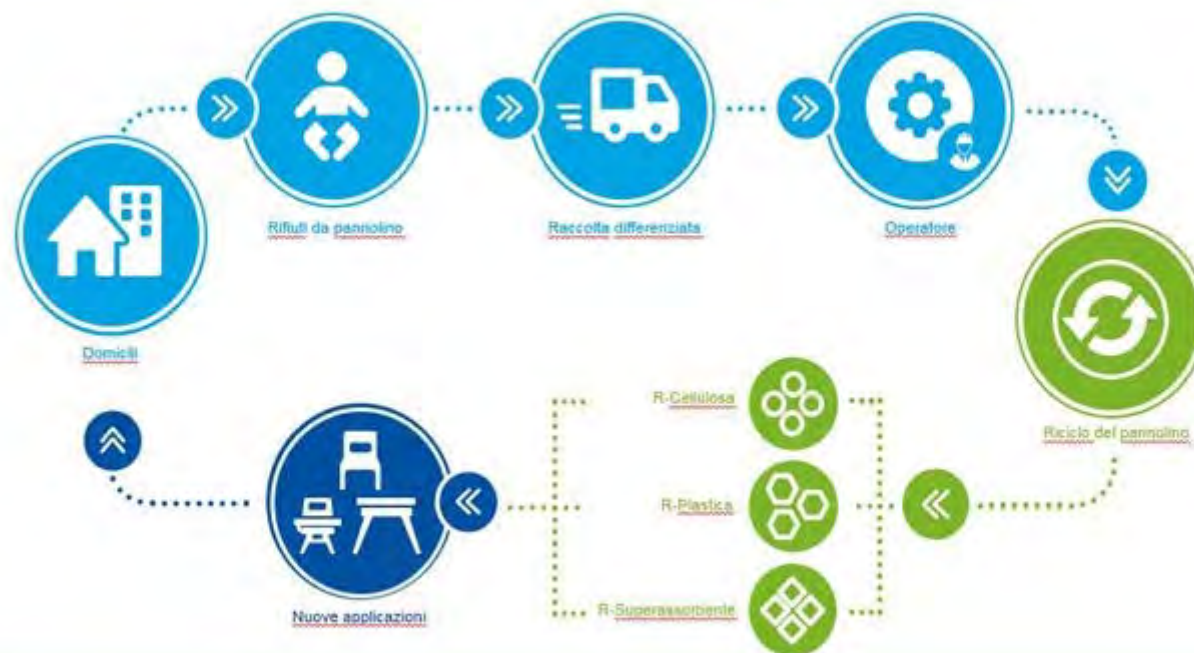 Rifiuti da pannolino
Raccolta differenziata
Operatore
Domicili
Riciclo del pannolino
R-Cellulosa
R-Plastica
R-Superassorbente
Nuove applicazioni